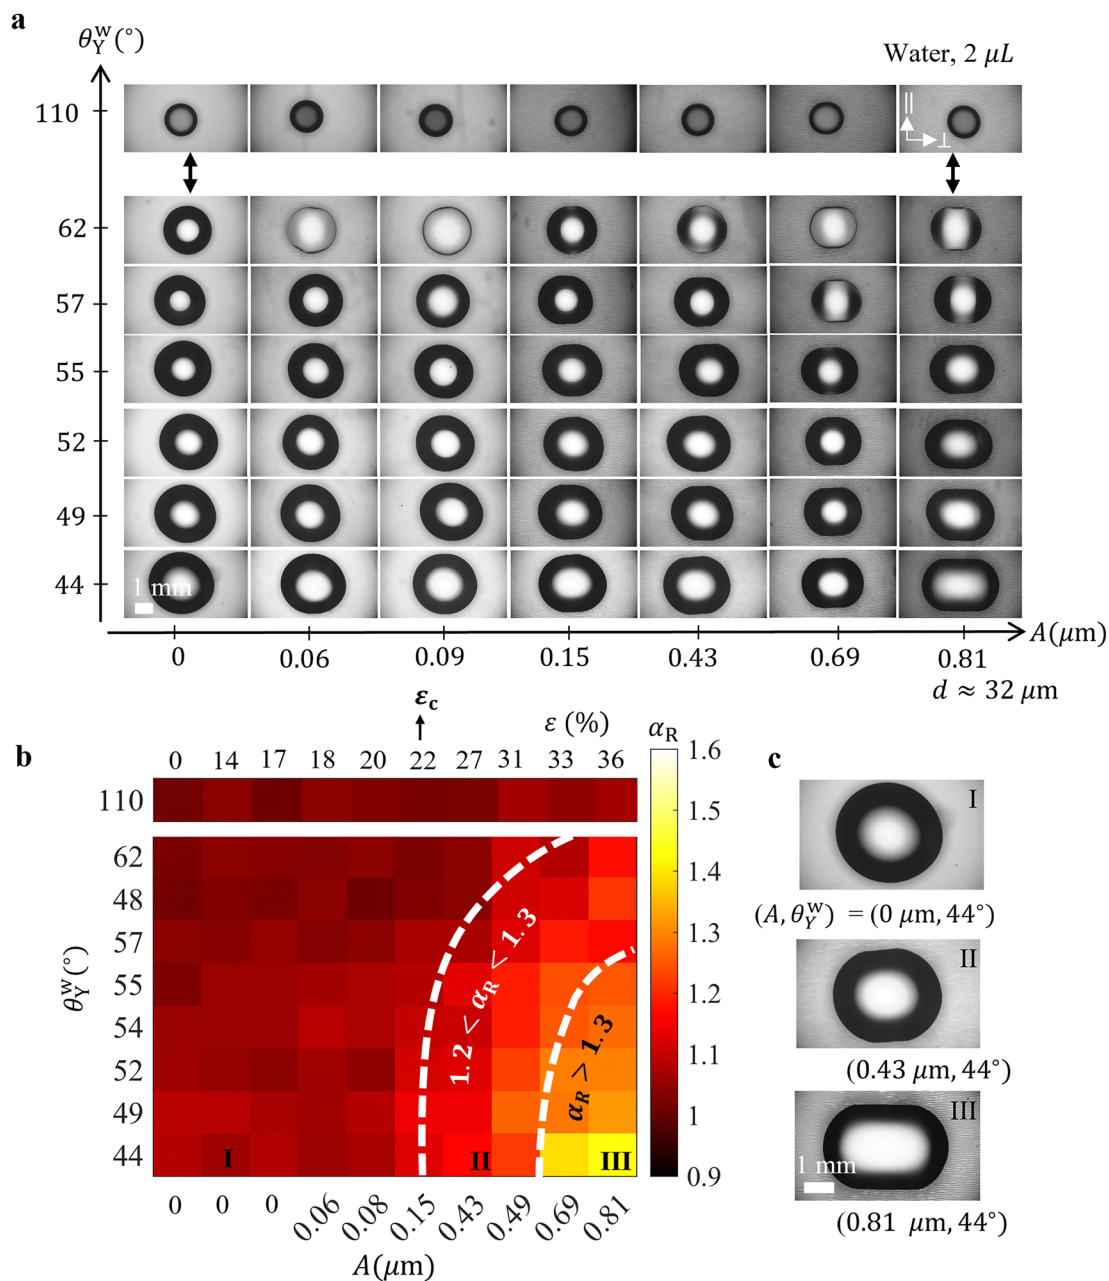 a
θ_Y^w(°)
Water, 2 μL
110
||
⊥
62
57
55
52
49
44
1 mm
0 0.06 0.09 0.15 0.43 0.69 0.81
A(μm)
d ≈ 32 μm
ε_c
ε (%)
α_R
b
0 14 17 18 20 22 27 31 33 36
110
62
48
57
55
54
52
49
44
θ_Y^w(°)
1.2 < α_R < 1.3
α_R > 1.3
I
II
III
0 0 0 0.06 0.08 0.15 0.43 0.49 0.69 0.81
A(μm)
1.6
1.5
1.4
1.3
1.2
1.1
1
0.9
c
I
(A, θ_Y^w) = (0 μm, 44°)
II
(0.43 μm, 44°)
III
1 mm
(0.81 μm, 44°)